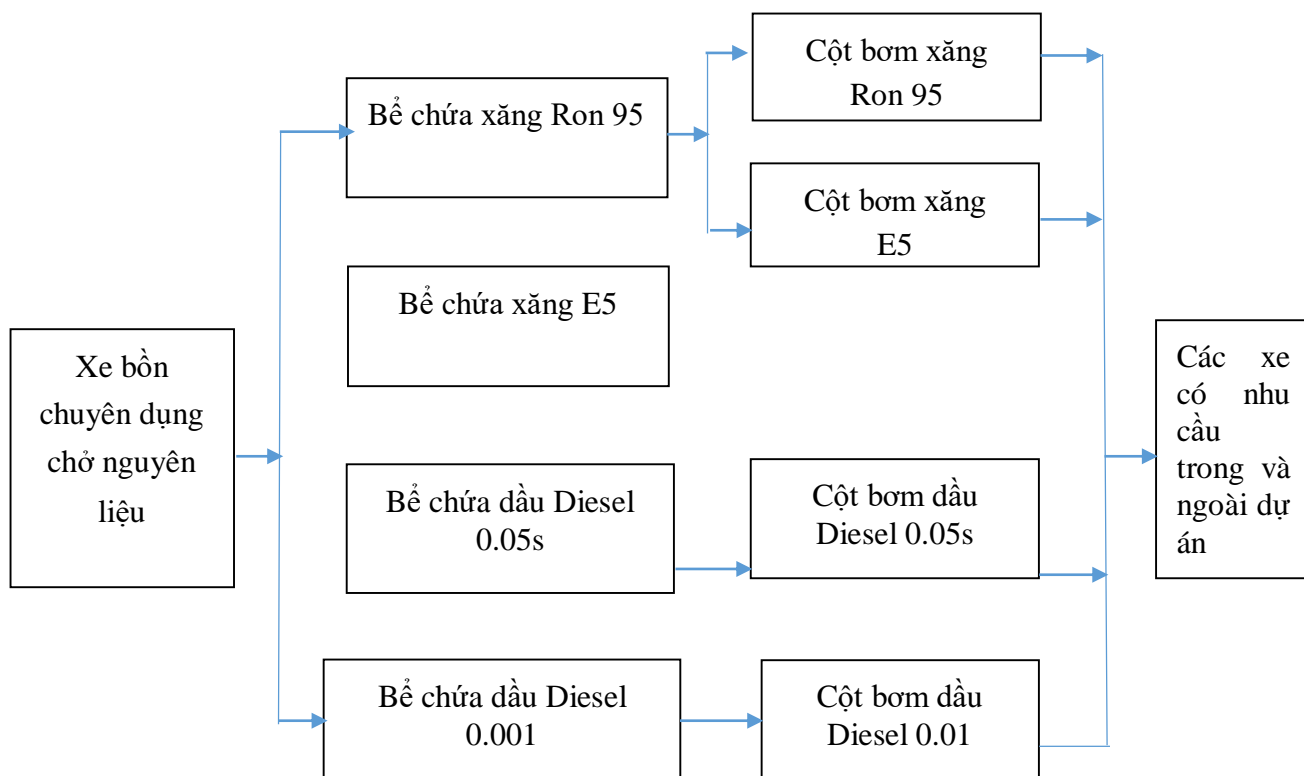 Xe bồn
chuyên dụng
chở nguyên
liệu
Bể chứa xăng Ron 95
Bể chứa xăng E5
Bể chứa dầu Diesel
0.05s
Bể chứa dầu Diesel
0.001
Cột bơm xăng
Ron 95
Cột bơm xăng
E5
Cột bơm dầu
Diesel 0.05s
Cột bơm dầu
Diesel 0.01
Các xe
có nhu
cầu
trong và
ngoài dự
án